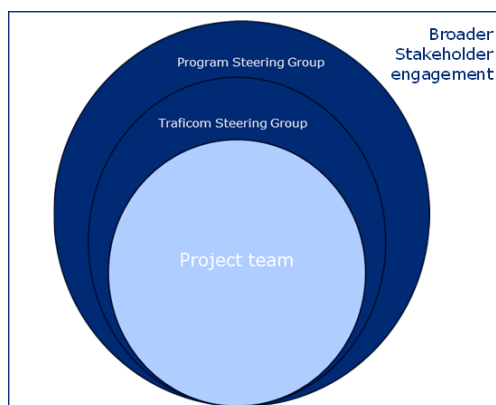 Broader
Stakeholder
engagement
Program Steering Group
Traficom Steering Group
Project team